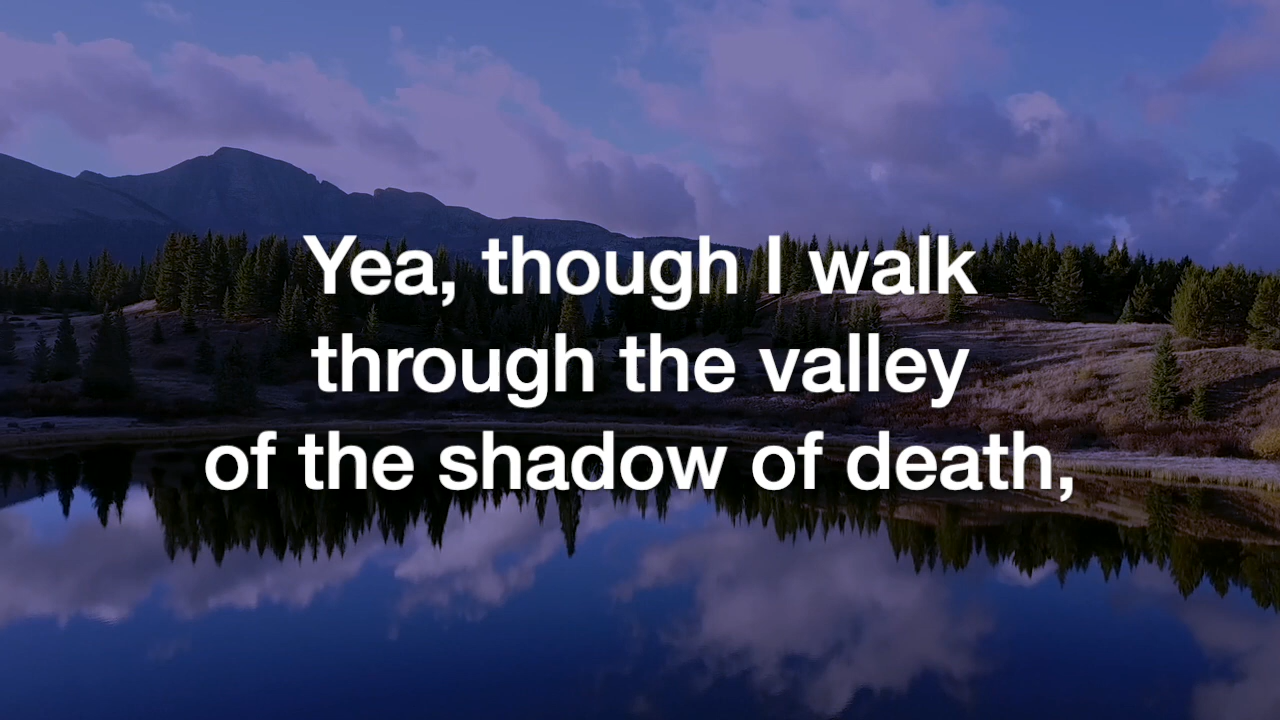 Yea, though I walk
through the valley
of the shadow of death,